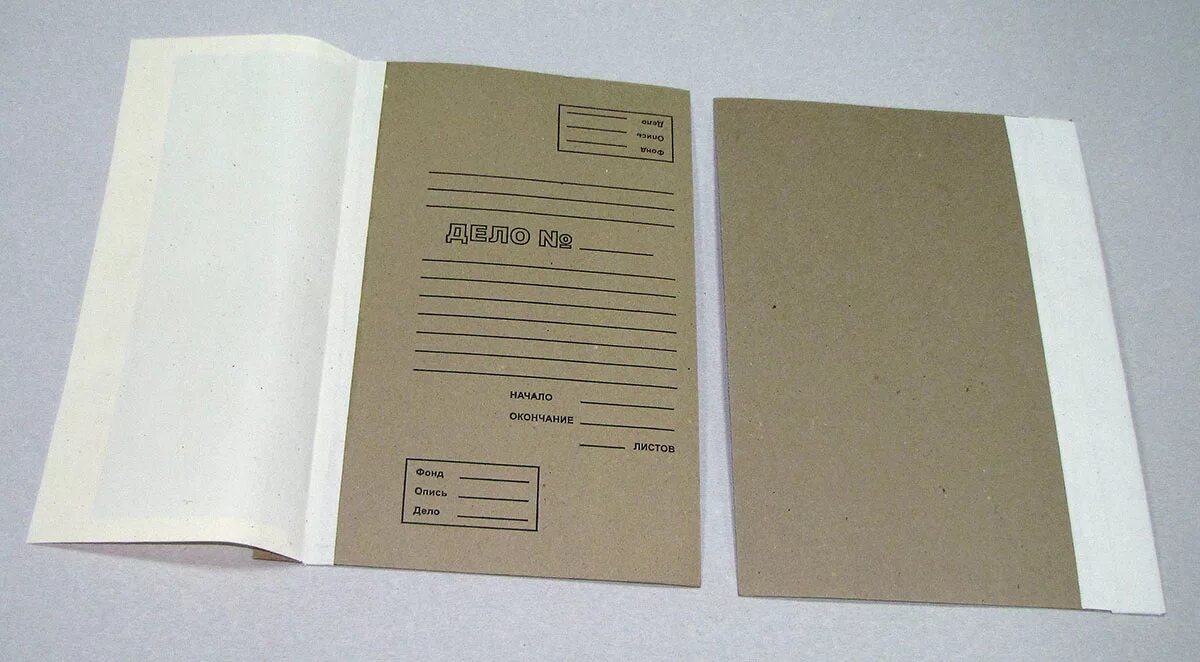 Фонд
Опись
Дело
ДЕЛО №
НАЧАЛО
ОКОНЧАНИЕ
ЛИСТОВ
Фонд
Опись
Дело